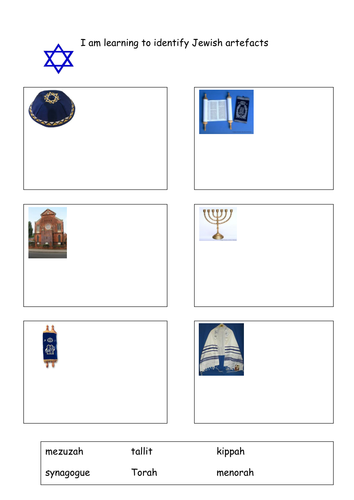 I am learning to identify Jewish artefacts
mezuzah tallit kippah
synagogue Torah menorah